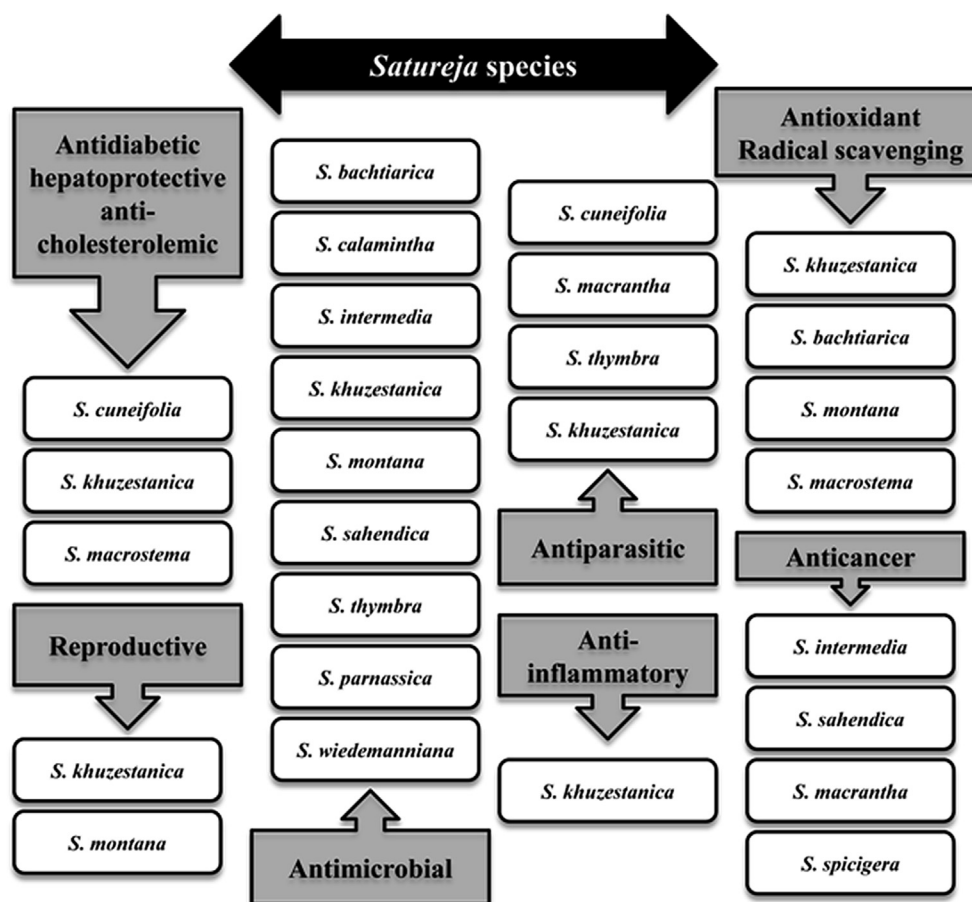 Satureja species
Antidiabetic
hepatoprotective
anti-
cholesterolemic
S. cuneifolia
S. khuzestanica
S. macrostema
Reproductive
S. khuzestanica
S. montana
S. bachtiarica
S. calamintha
S. intermedia
S. khuzestanica
S. montana
S. sahendica
S. thymbra
S. parnassica
S. wiedemanniana
Antimicrobial
S. cuneifolia
S. macrantha
S. thymbra
S. khuzestanica
Antiparasitic
Anti-
inflammatory
S. khuzestanica
Antioxidant
Radical scavenging
S. khuzestanica
S. bachtiarica
S. montana
S. macrostema
Anticancer
S. intermedia
S. sahendica
S. macrantha
S. spicigera